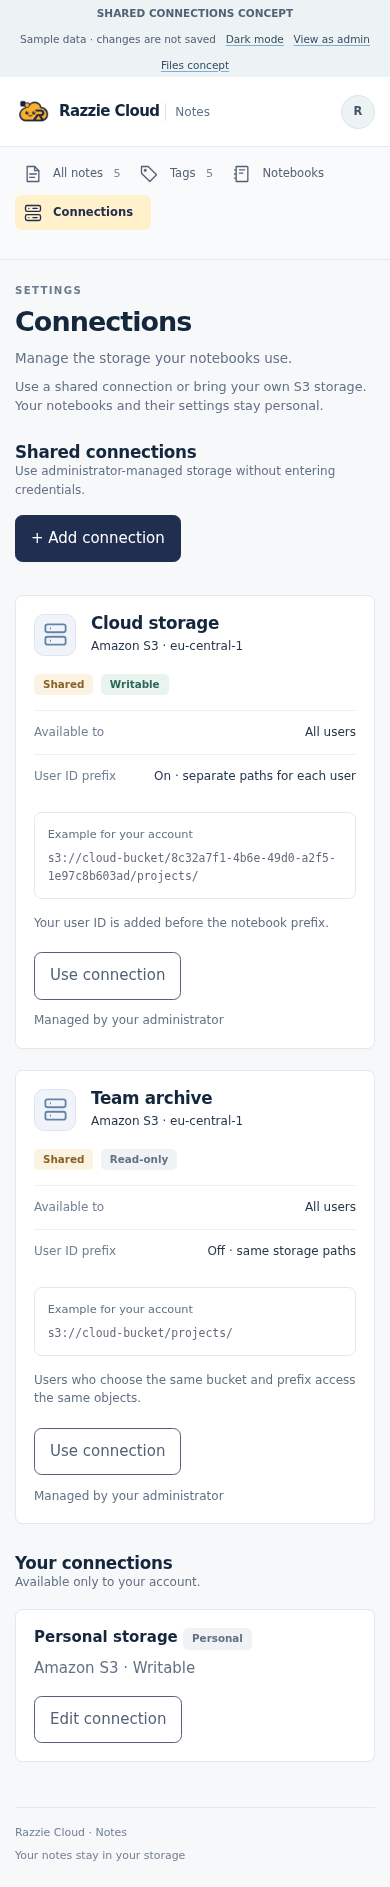 SHARED CONNECTIONS CONCEPT
Sample data · changes are not saved Dark mode View as admin
Files concept
Razzie Cloud Notes R
All notes 5 Tags 5 Notebooks
Connections
SETTINGS
Connections
Manage the storage your notebooks use.
Use a shared connection or bring your own S3 storage.
Your notebooks and their settings stay personal.
Shared connections
Use administrator-managed storage without entering
credentials.
+ Add connection
Cloud storage
Amazon S3 · eu-central-1
Shared Writable
Available to All users
User ID prefix On · separate paths for each user
Example for your account
s3://cloud-bucket/8c32a7f1-4b6e-49d0-a2f5-
1e97c8b603ad/projects/
Your user ID is added before the notebook prefix.
Use connection
Managed by your administrator
Team archive
Amazon S3 · eu-central-1
Shared Read-only
Available to All users
User ID prefix Off · same storage paths
Example for your account
s3://cloud-bucket/projects/
Users who choose the same bucket and prefix access
the same objects.
Use connection
Managed by your administrator
Your connections
Available only to your account.
Personal storage Personal
Amazon S3 · Writable
Edit connection
Razzie Cloud · Notes
Your notes stay in your storage